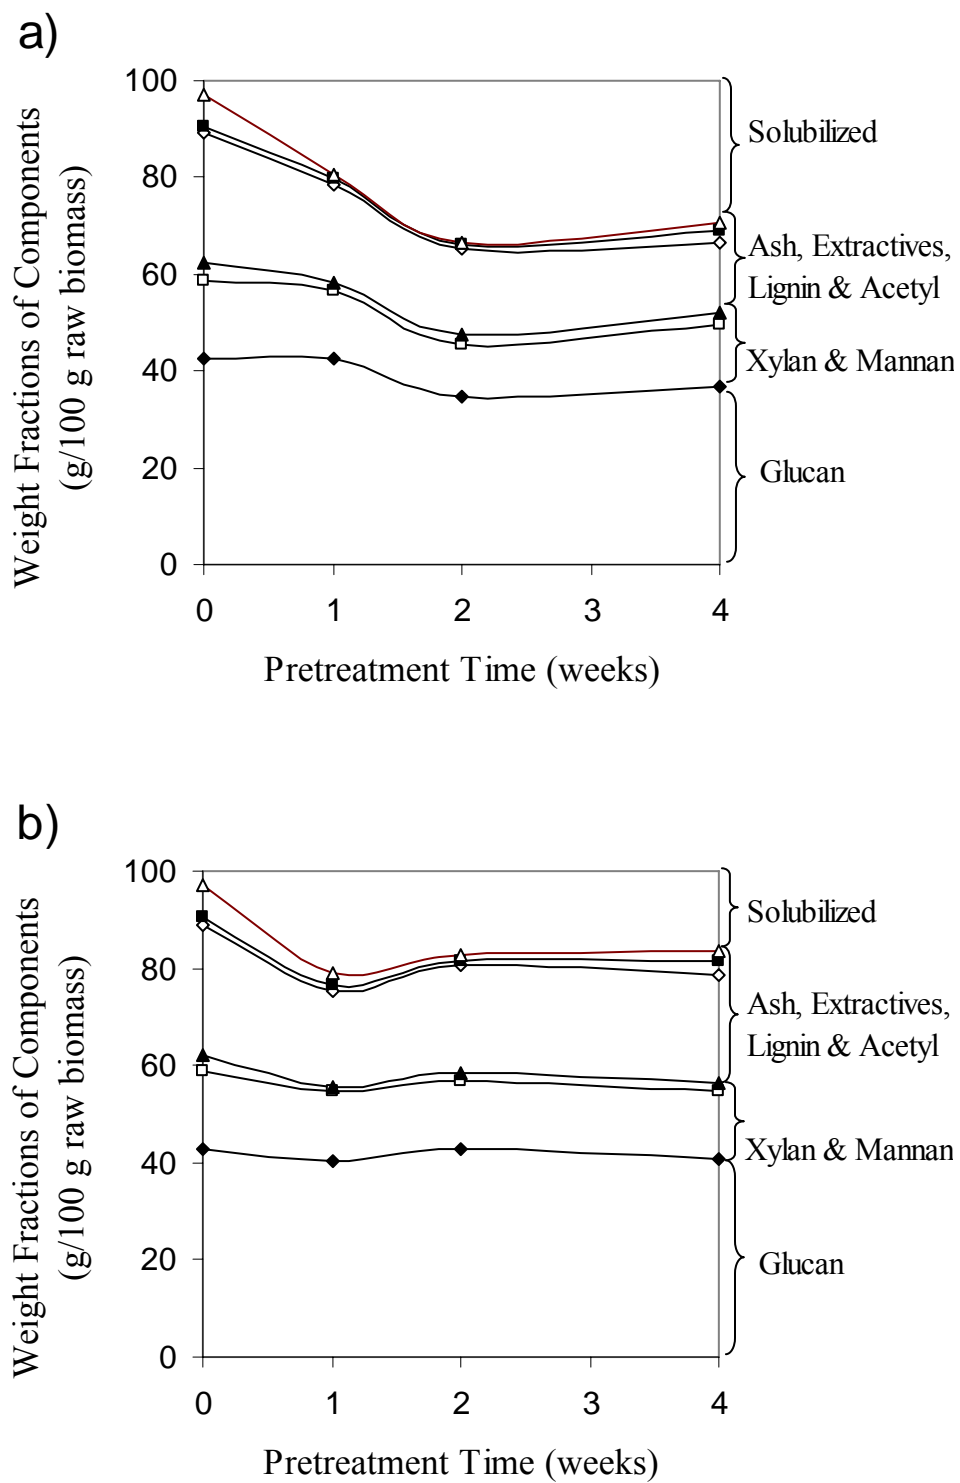 a)
Weight Fractions of Components
(g/100 g raw biomass)
100
80
60
40
20
0
0 1 2 3 4
Pretreatment Time (weeks)
Solubilized
Ash, Extractives,
Lignin & Acetyl
Xylan & Mannan
Glucan
b)
Weight Fractions of Components
(g/100 g raw biomass)
100
80
60
40
20
0
0 1 2 3 4
Pretreatment Time (weeks)
Solubilized
Ash, Extractives,
Lignin & Acetyl
Xylan & Mannan
Glucan